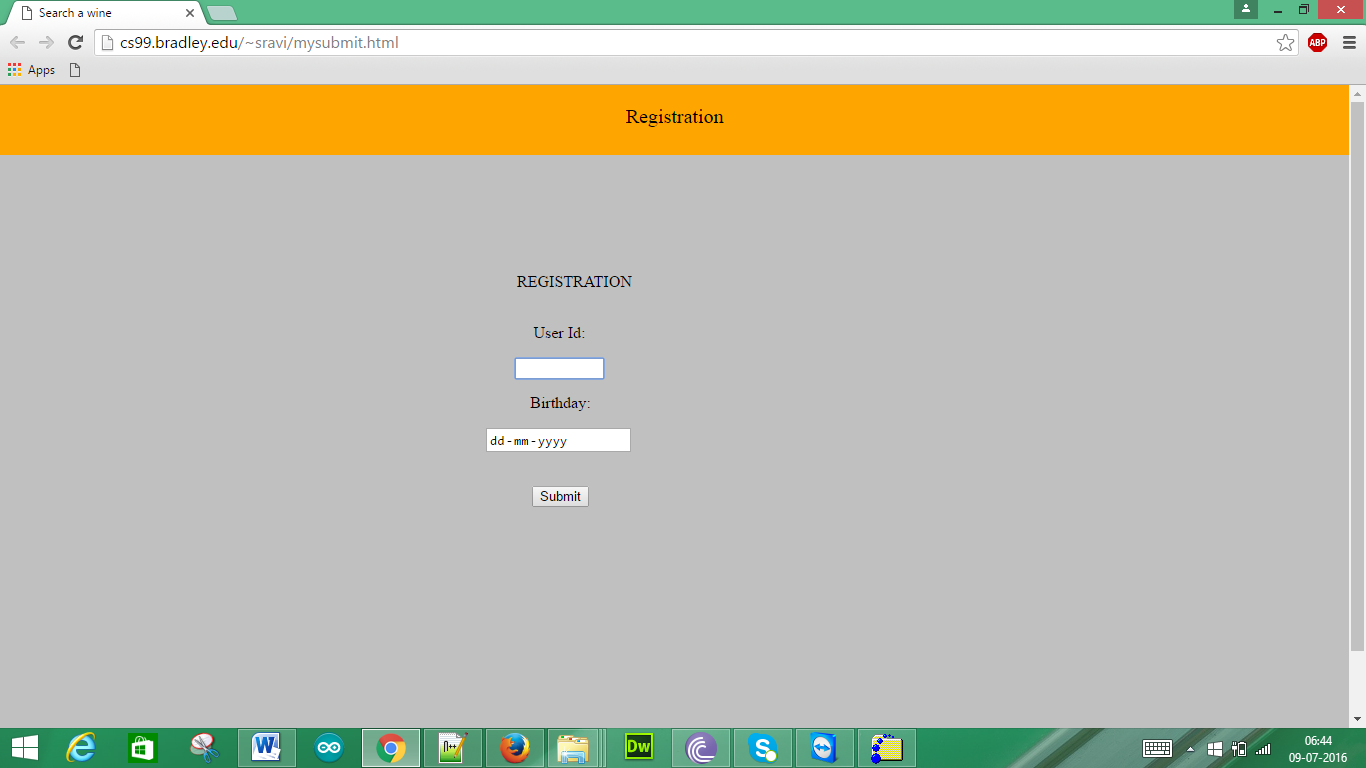 Search a wine
cs99.bradley.edu/~sravi/mysubmit.html
ABP
Apps
Registration
REGISTRATION
User Id:
Birthday:
dd-mm-yyyy
Submit
W
n++
Dw
S
06:44
09-07-2016